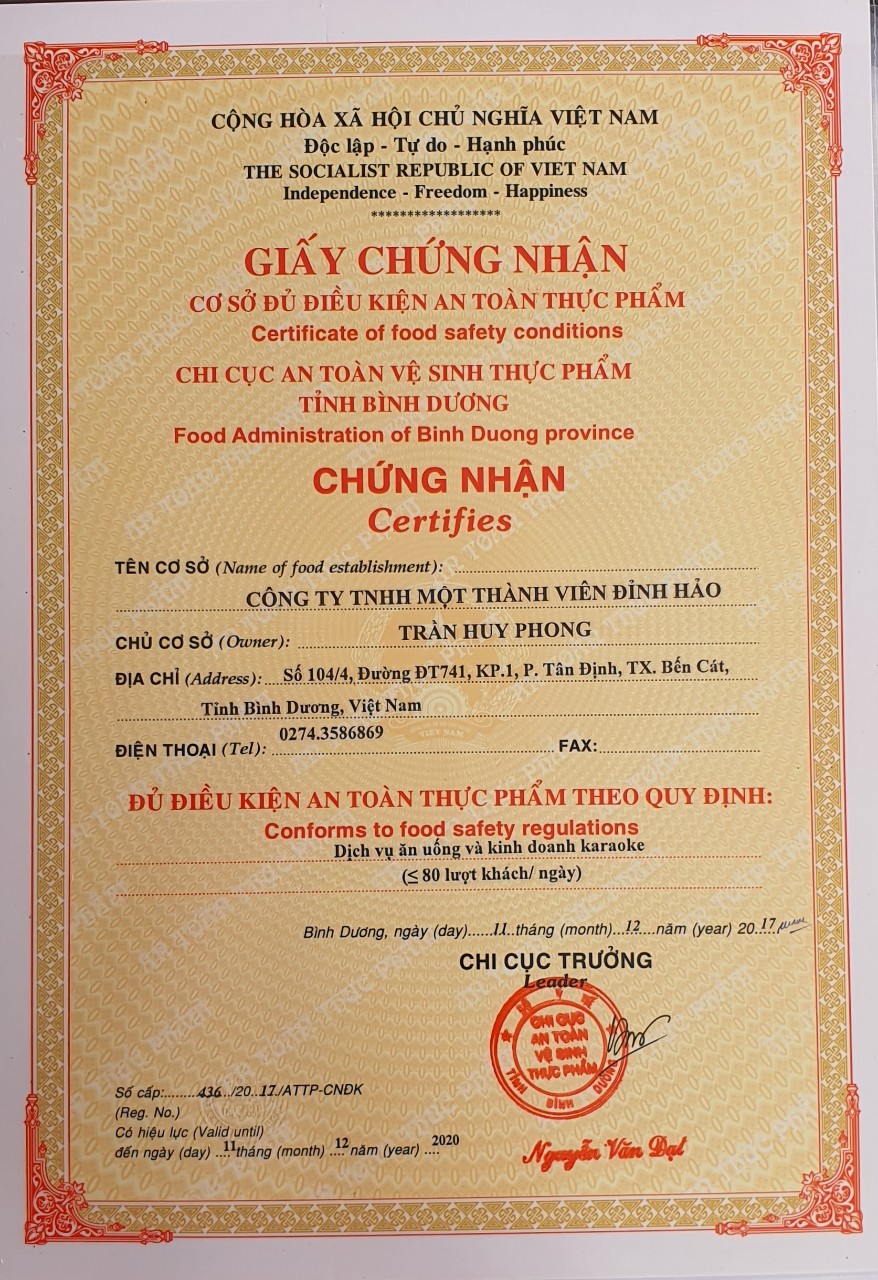 CỘNG HÒA XÃ HỘI CHỦ NGHĨA VIỆT NAM
Độc lập - Tự do - Hạnh phúc
THE SOCIALIST REPUBLIC OF VIET NAM
Independence - Freedom - Happiness
******************
GIẤY CHỨNG NHẬN
CƠ SỞ ĐỦ ĐIỀU KIỆN AN TOÀN THỰC PHẨM
Certificate of food safety conditions
CHI CỤC AN TOÀN VỆ SINH THỰC PHẨM
TỈNH BÌNH DƯƠNG
Food Administration of Binh Duong province
CHỨNG NHẬN
Certifies
TÊN CƠ SỞ (Name of food establishment):
CÔNG TY TNHH MỘT THÀNH VIÊN ĐỈNH HẢO
CHỦ CƠ SỞ (Owner): TRẦN HUY PHONG
ĐỊA CHỈ (Address): Số 104/4, Đường ĐT741, KP.1, P. Tân Định, TX. Bến Cát,
Tỉnh Bình Dương, Việt Nam
ĐIỆN THOẠI (Tel): 0274.3586869 FAX:
VIET NAM
ĐỦ ĐIỀU KIỆN AN TOÀN THỰC PHẨM THEO QUY ĐỊNH:
Conforms to food safety regulations
Dịch vụ ăn uống và kinh doanh karaoke
(≤ 80 lượt khách/ ngày)
Bình Dương, ngày (day)......11..tháng (month)...12....năm (year) 20..17
CHI CỤC TRƯỞNG
Leader
BỘ Y TẾ
CHI CỤC
AN TOÀN
VỆ SINH
THỰC PHẨM
TỈNH BÌNH DƯƠNG
Số cấp:.........436../20..17./ATTP-CNĐK
(Reg. No.)
Có hiệu lực (Valid until)
đến ngày (day) ...11tháng (month) ..12 năm (year) ....2020
Nguyễn Văn Đạt